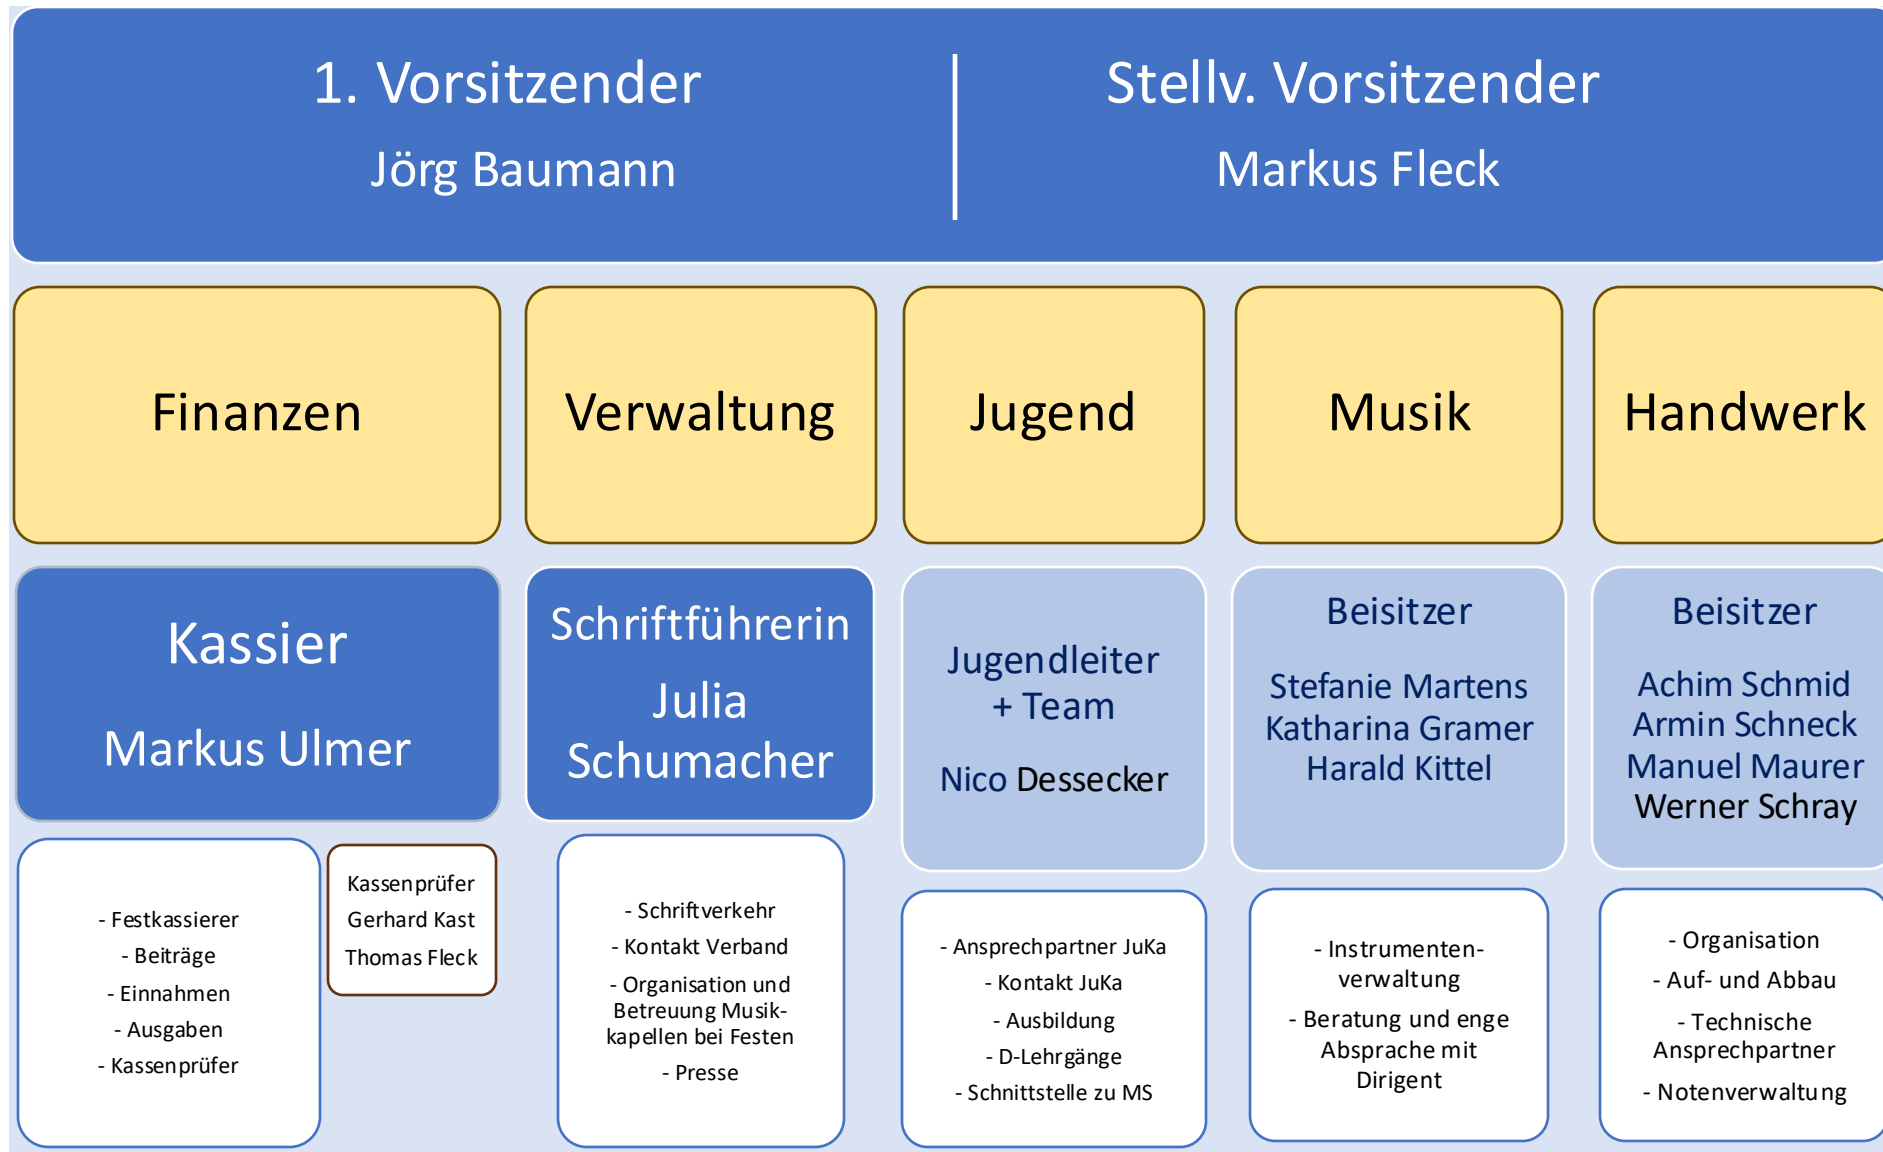 1. Vorsitzender
Jörg Baumann
Stellv. Vorsitzender
Markus Fleck
Finanzen
Verwaltung
Jugend
Musik
Handwerk
Kassier
Markus Ulmer
Schriftführerin
Julia
Schumacher
Jugendleiter
+ Team
Nico Dessecker
Beisitzer
Stefanie Martens
Katharina Gramer
Harald Kittel
Beisitzer
Achim Schmid
Armin Schneck
Manuel Maurer
Werner Schray
- Festkassierer
- Beiträge
- Einnahmen
- Ausgaben
- Kassenprüfer
Kassenprüfer
Gerhard Kast
Thomas Fleck
- Schriftverkehr
- Kontakt Verband
- Organisation und
Betreuung Musik-
kapellen bei Festen
- Presse
- Ansprechpartner JuKa
- Kontakt JuKa
- Ausbildung
- D-Lehrgänge
- Schnittstelle zu MS
- Instrumenten-
verwaltung
- Beratung und enge
Absprache mit
Dirigent
- Organisation
- Auf- und Abbau
- Technische
Ansprechpartner
- Notenverwaltung